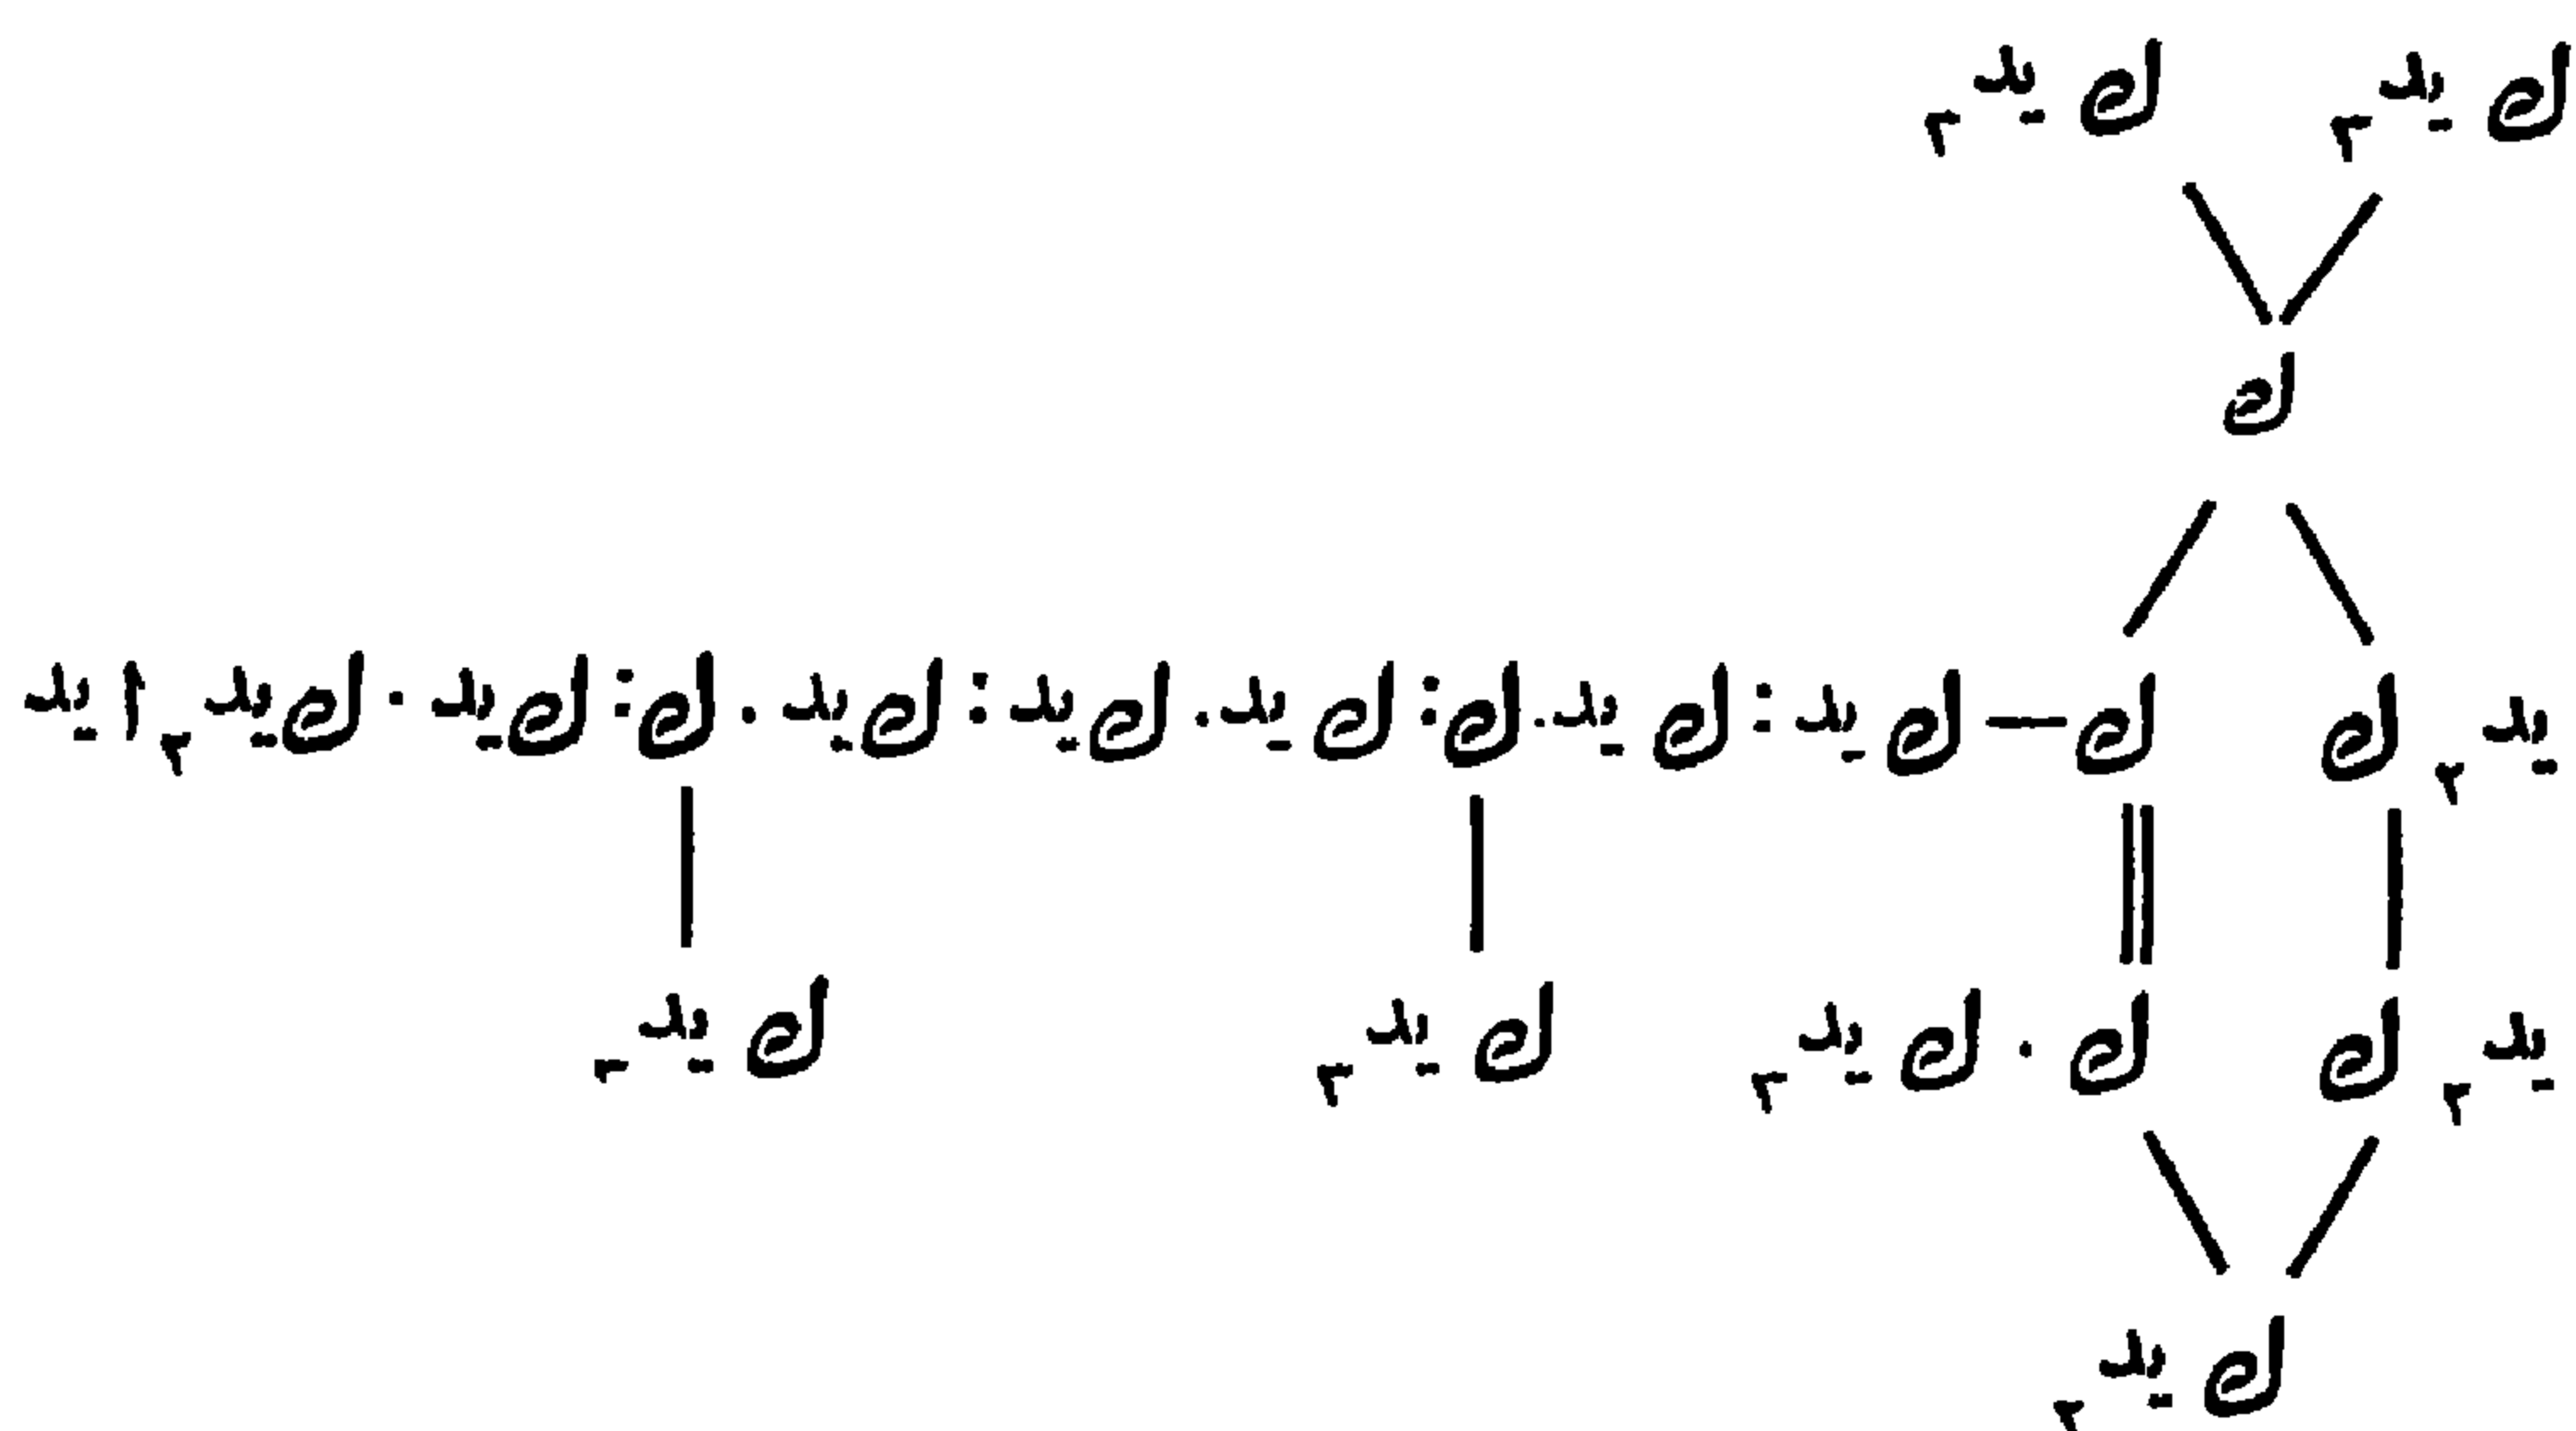 ك يد٣ ك يد٣
ك
يد٢ ك ك — ك يد : ك يد . ك : ك يد . ك يد : ك يد . ك : ك يد . ك يد٢ ا يد
يد٢ ك ك . ك يد٣ ك يد٣ ك يد٣
ك يد٢